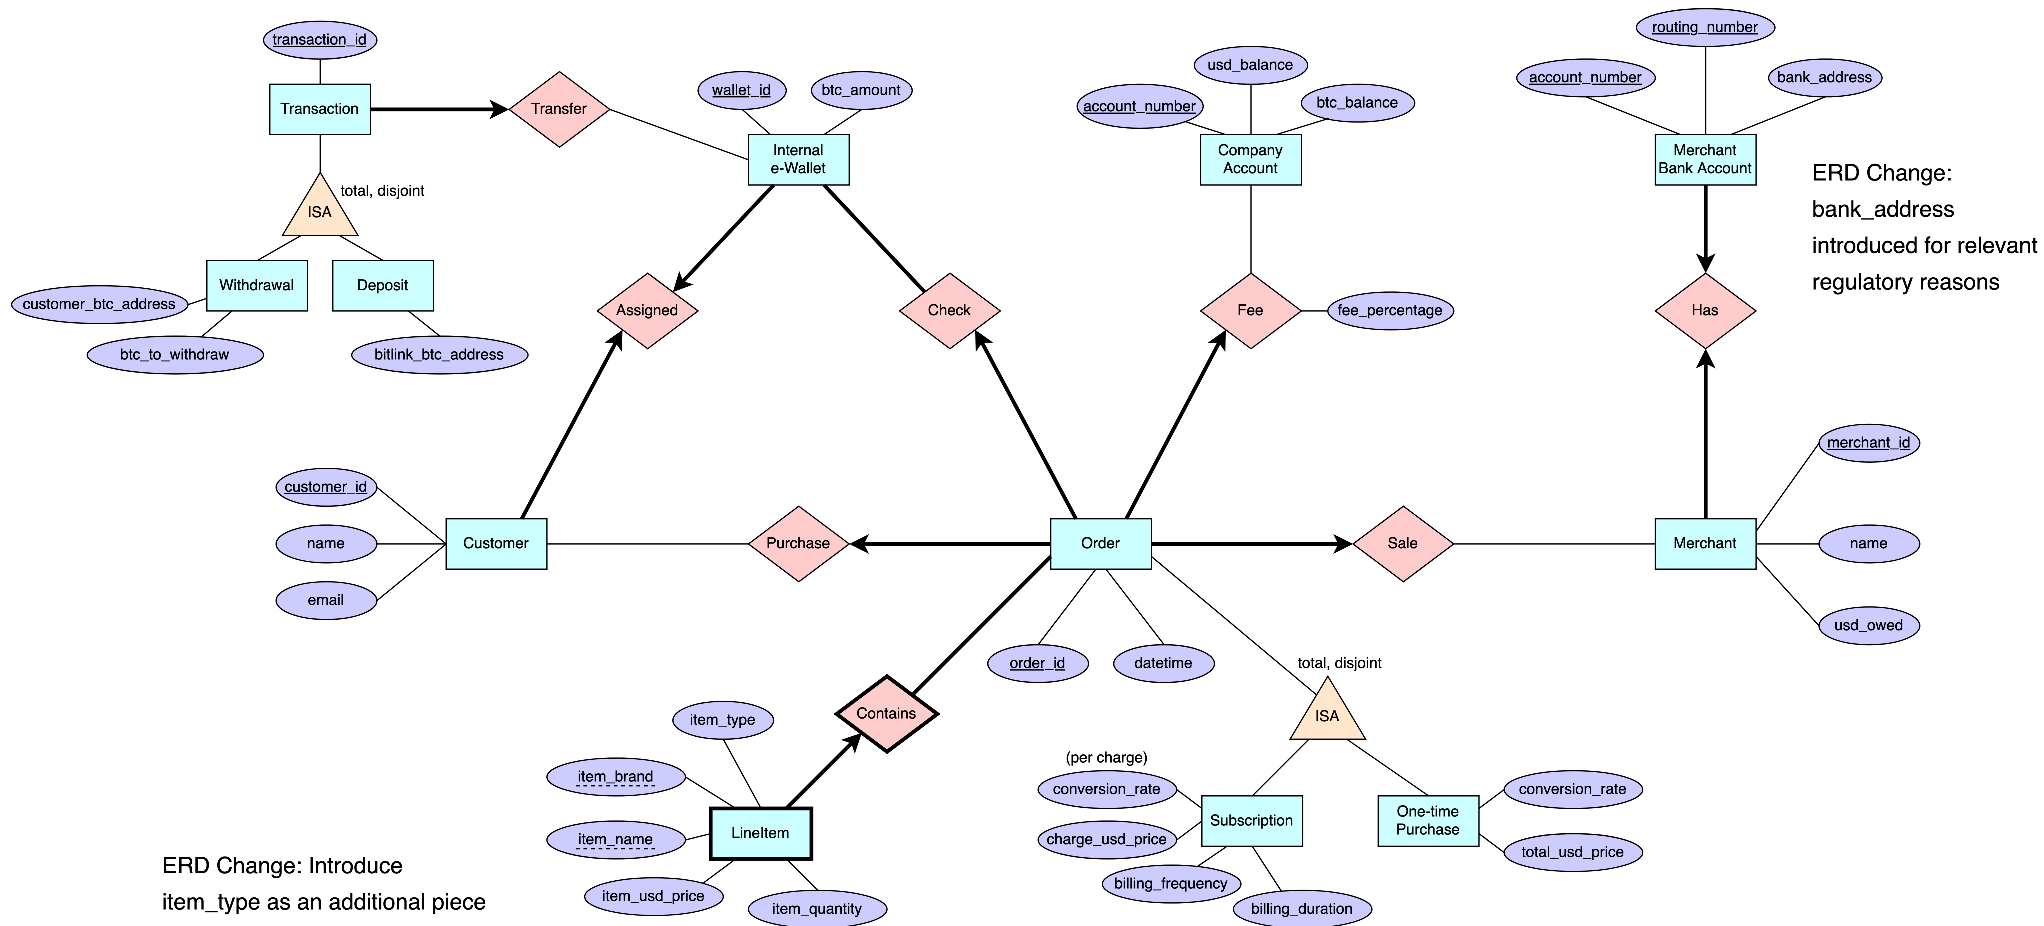 routing_number
transaction_id
usd_balance
account_number
bank_address
wallet_id
btc_amount
account_number
btc_balance
Transaction
Transfer
Internal
e-Wallet
Company
Account
Merchant
Bank Account
ERD Change:
bank_address
introduced for relevant
regulatory reasons
total, disjoint
ISA
Withdrawal
Deposit
customer_btc_address
btc_to_withdraw
bitlink_btc_address
Assigned
Check
Fee
fee_percentage
Has
customer_id
name
email
Customer
Purchase
Order
Sale
Merchant
merchant_id
name
usd_owed
order_id
datetime
total, disjoint
ISA
Contains
item_type
item_brand
item_name
LineItem
item_usd_price
item_quantity
(per charge)
conversion_rate
charge_usd_price
billing_frequency
billing_duration
Subscription
One-time
Purchase
conversion_rate
total_usd_price
ERD Change: Introduce
item_type as an additional piece